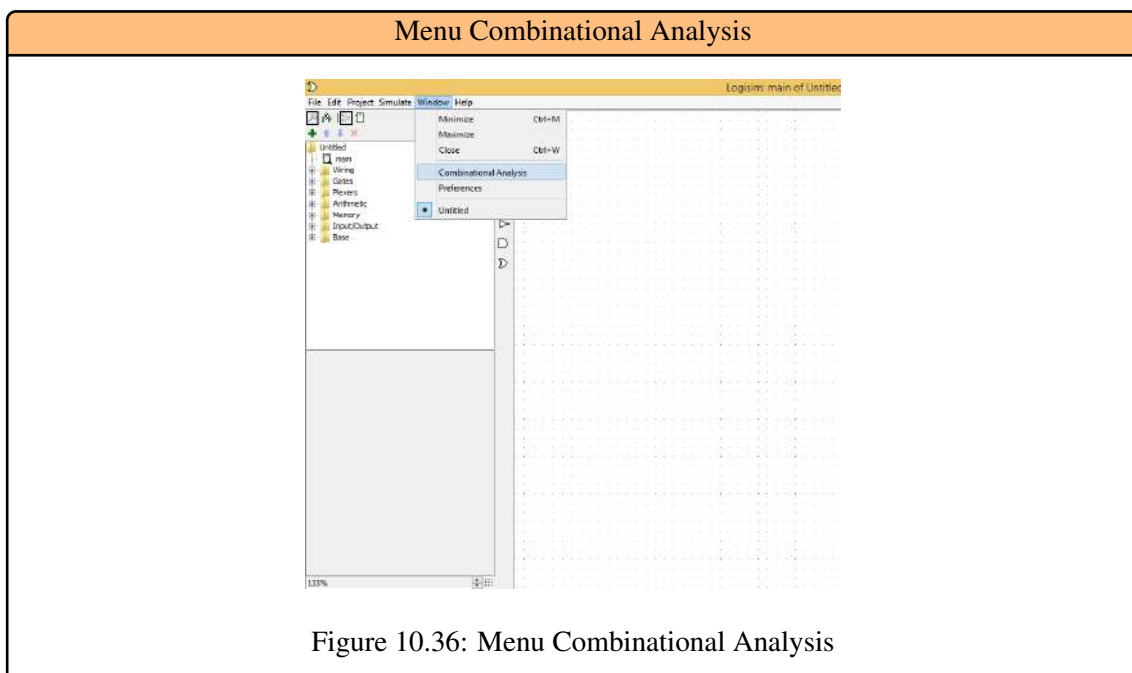 Menu Combinational Analysis
Logisim: main of Untitled
File Edit Project Simulate Window Help
Minimize Ctrl+M
Maximize
Close Ctrl+W
Combinational Analysis
Preferences
Untitled
Untitled
main
Wiring
Gates
Plexers
Arithmetic
Memory
Input/Output
Base
133%
Figure 10.36: Menu Combinational Analysis